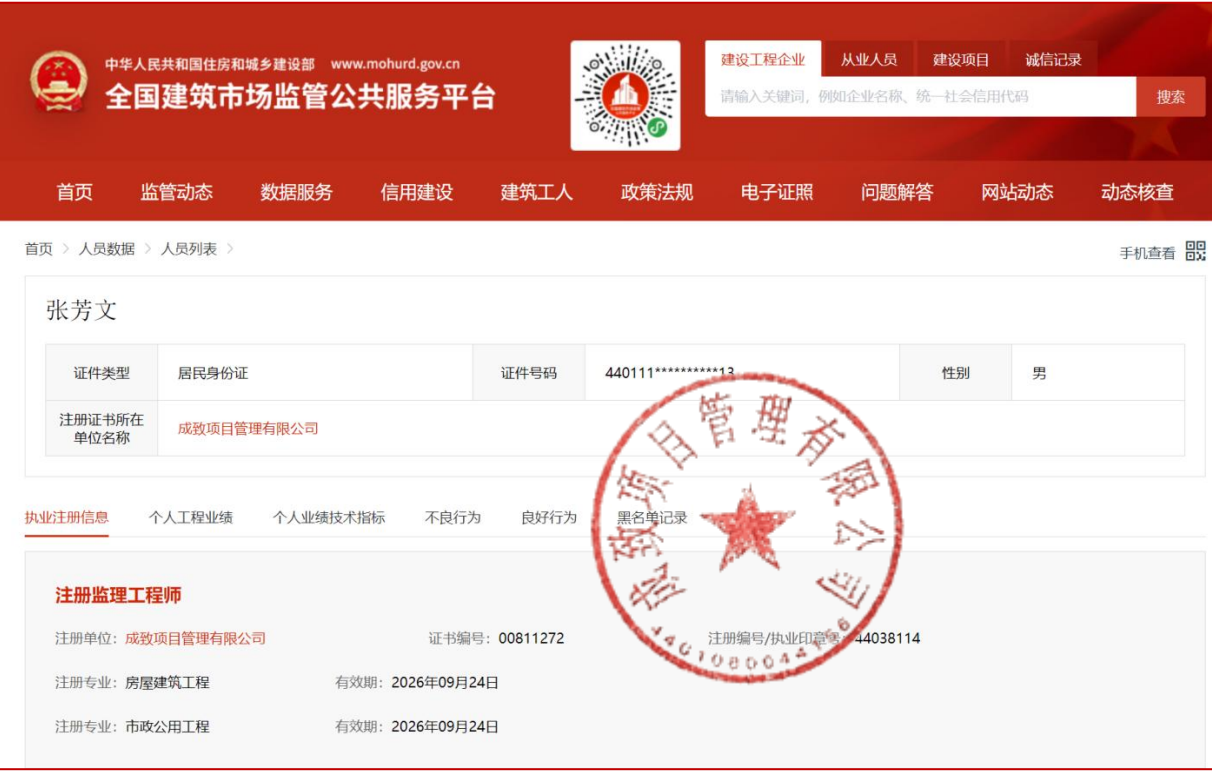 中华人民共和国住房和城乡建设部 www.mohurd.gov.cn
全国建筑市场监管公共服务平台
建设工程企业 从业人员 建设项目 诚信记录
请输入关键词，例如企业名称、统一社会信用代码 搜索
首页 监管动态 数据服务 信用建设 建筑工人 政策法规 电子证照 问题解答 网站动态 动态核查
首页 > 人员数据 > 人员列表 >
手机查看
张芳文
证件类型 居民身份证 证件号码 440111**********13 性别 男
注册证书所在
单位名称
成致项目管理有限公司
执业注册信息 个人工程业绩 个人业绩技术指标 不良行为 良好行为 黑名单记录
成致项目管理有限公司
注册监理工程师
注册单位：成致项目管理有限公司 证书编号：00811272 注册编号/执业印章号：44038114
注册专业：房屋建筑工程 有效期：2026年09月24日
注册专业：市政公用工程 有效期：2026年09月24日